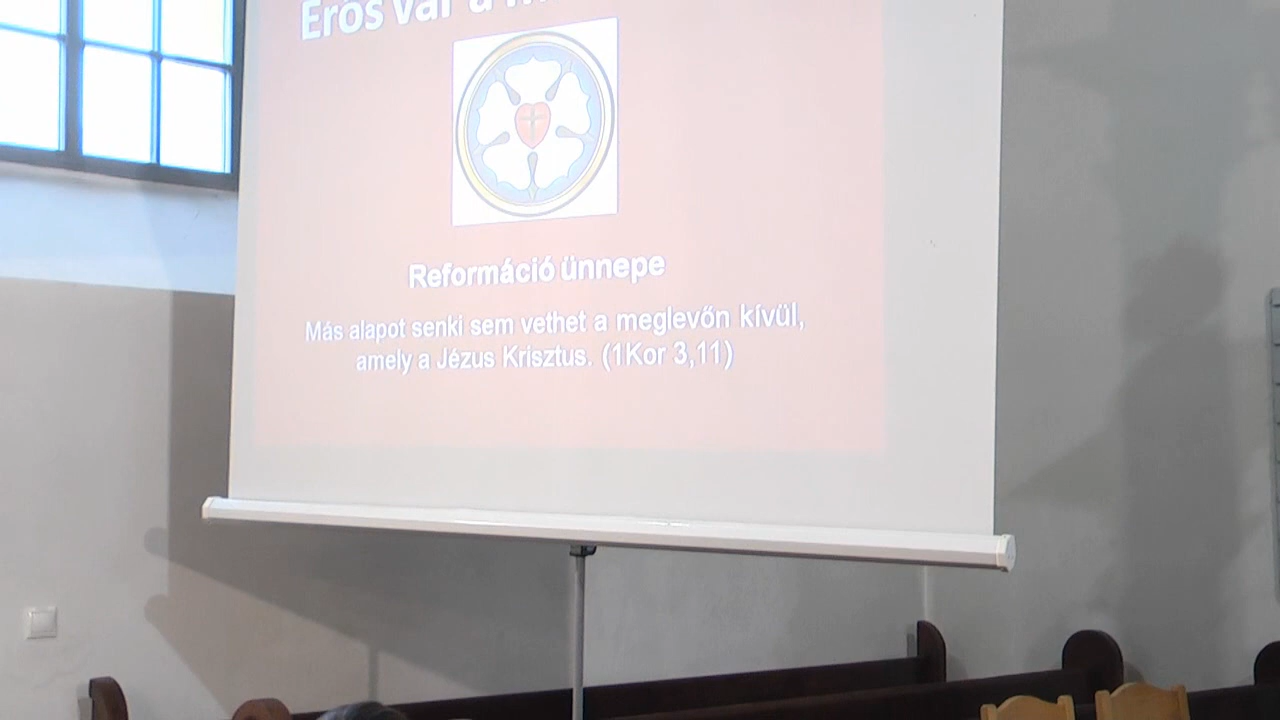 Erős vár a
Reformáció ünnepe
Más alapot senki sem vethet a meglevőn kívül,
amely a Jézus Krisztus. (1Kor 3,11)